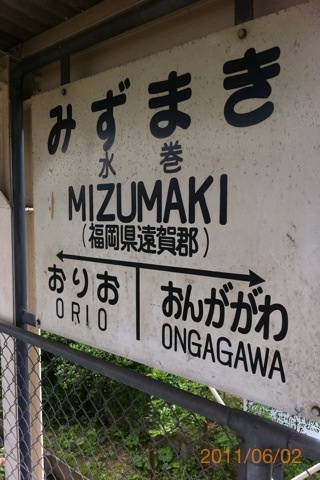 みずまき
水巻
MIZUMAKI
(福岡県遠賀郡)
おりお おんががわ
ORIO ONGAGAWA
2011/06/02